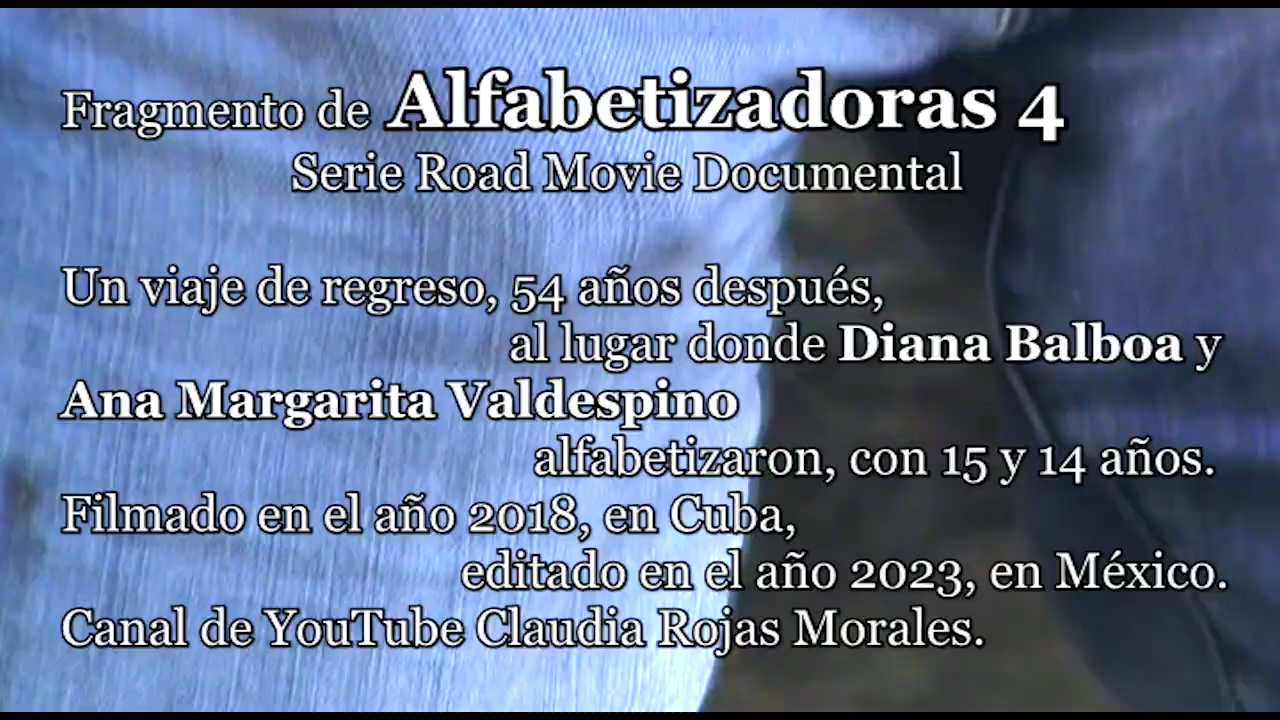 Fragmento de Alfabetizadoras 4
Serie Road Movie Documental
Un viaje de regreso, 54 años después,
al lugar donde Diana Balboa y
Ana Margarita Valdespino
alfabetizaron, con 15 y 14 años.
Filmado en el año 2018, en Cuba,
editado en el año 2023, en México.
Canal de YouTube Claudia Rojas Morales.